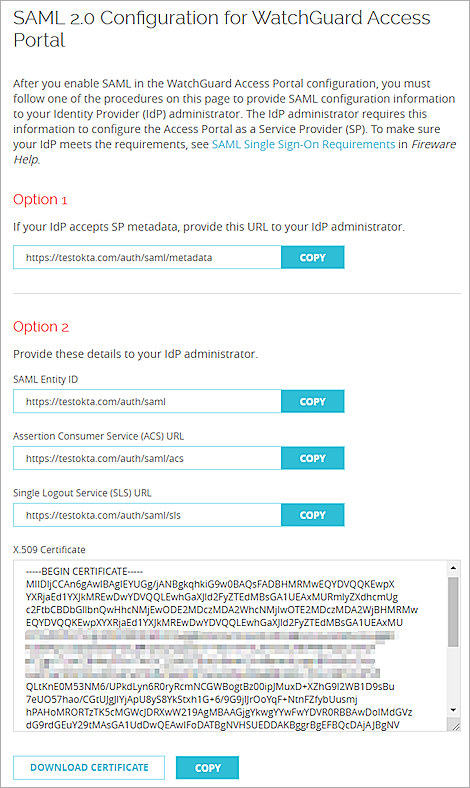 SAML 2.0 Configuration for WatchGuard Access
Portal
After you enable SAML in the WatchGuard Access Portal configuration, you must
follow one of the procedures on this page to provide SAML configuration information
to your Identity Provider (IdP) administrator. The IdP administrator requires this
information to configure the Access Portal as a Service Provider (SP). To make sure
your IdP meets the requirements, see SAML Single Sign-On Requirements in Fireware
Help.
Option 1
If your IdP accepts SP metadata, provide this URL to your IdP administrator.
https://testokta.com/auth/saml/metadata
COPY
Option 2
Provide these details to your IdP administrator.
SAML Entity ID
https://testokta.com/auth/saml
COPY
Assertion Consumer Service (ACS) URL
https://testokta.com/auth/saml/acs
COPY
Single Logout Service (SLS) URL
https://testokta.com/auth/saml/sls
COPY
X.509 Certificate
-----BEGIN CERTIFICATE-----
MIIDljCCAn6gAwIBAgIEYUGg/jANBgkqhkiG9w0BAQsFADBHMRMwEQYDVQQKEwpX
YXRjaEd1YXJkMREwDwYDVQQLEwhGaXJld2FyZTEdMBsGA1UEAxMURmlyZXdhcmUg
c2FtbCBDbGllbnQwHhcNMjEwODE2MDczMDA2WhcNMjIwOTE2MDczMDA2WjBHMRMw
EQYDVQQKEwpXYXRjaEd1YXJkMREwDwYDVQQLEwhGaXJld2FyZTEdMBsGA1UEAxMU
QLtKnE0M53NM6/UPkdLyn6R0ryRcmNCGWBogtBz00ipJMuxD+XZhG9I2WB1D9sBu
7eUO57hao/CGtUJgJIYjApU8yS8YkStxh1G+6/9G9jIJrOoYqF+NtnFZfybUusmj
hPAHoMRORTzTK5cMGWcJDRXwW219AgMBAAGjgYkwgYYwFwYDVR0RBBAwDoIMdGVz
dG9rdGEuY29tMAsGA1UdDwQEAwIFoDATBgNVHSUEDDAKBggrBgEFBQcDAjAJBgNV
DOWNLOAD CERTIFICATE
COPY